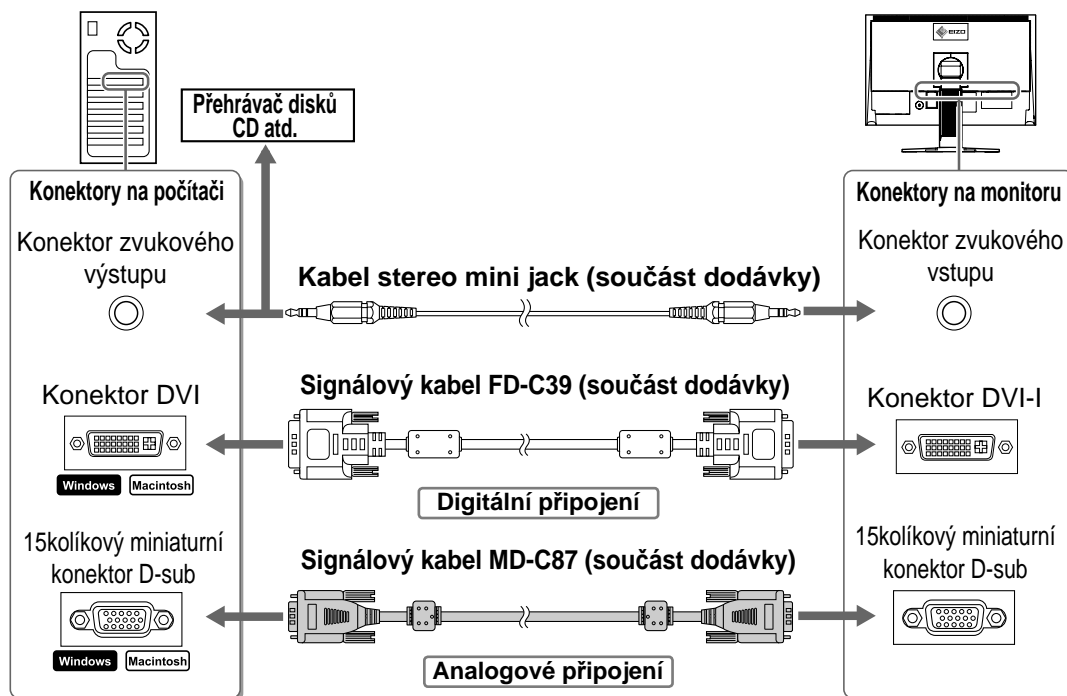 EIZO
Přehrávač disků
CD atd.
Konektory na počítači
Konektor zvukového
výstupu
Konektor DVI
Windows Macintosh
15kolíkový miniaturní
konektor D-sub
Windows Macintosh
Kabel stereo mini jack (součást dodávky)
Signálový kabel FD-C39 (součást dodávky)
Digitální připojení
Signálový kabel MD-C87 (součást dodávky)
Analogové připojení
Konektory na monitoru
Konektor zvukového
vstupu
Konektor DVI-I
15kolíkový miniaturní
konektor D-sub